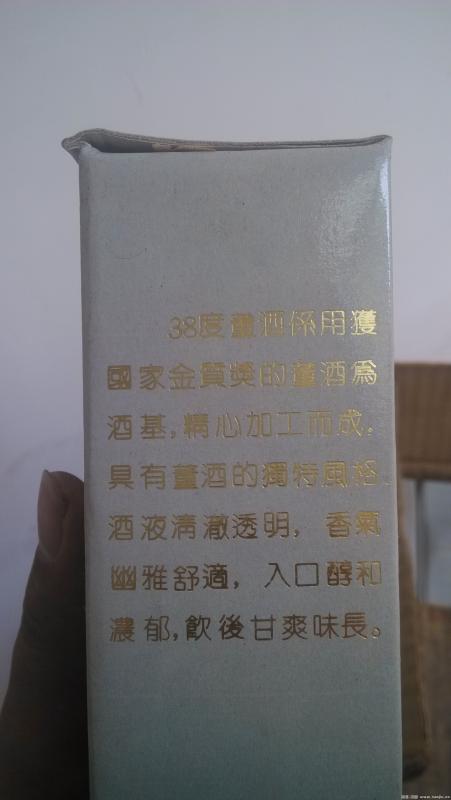 38度董酒係用獲
國家金質獎的董酒爲
酒基,精心加工而成,
具有董酒的獨特風格,
酒液清澈透明, 香氣
幽雅舒適, 入口醇和
濃郁,飲後甘爽味長。